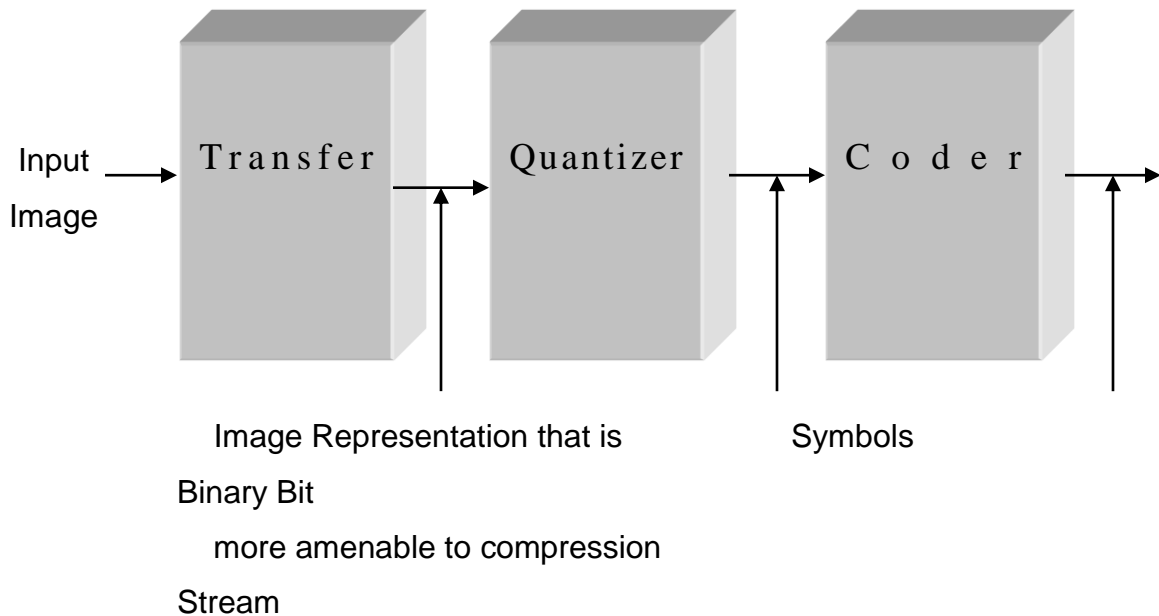 Input
Image
Transfer
Quantizer
Coder
Image Representation that is Symbols
Binary Bit
more amenable to compression
Stream